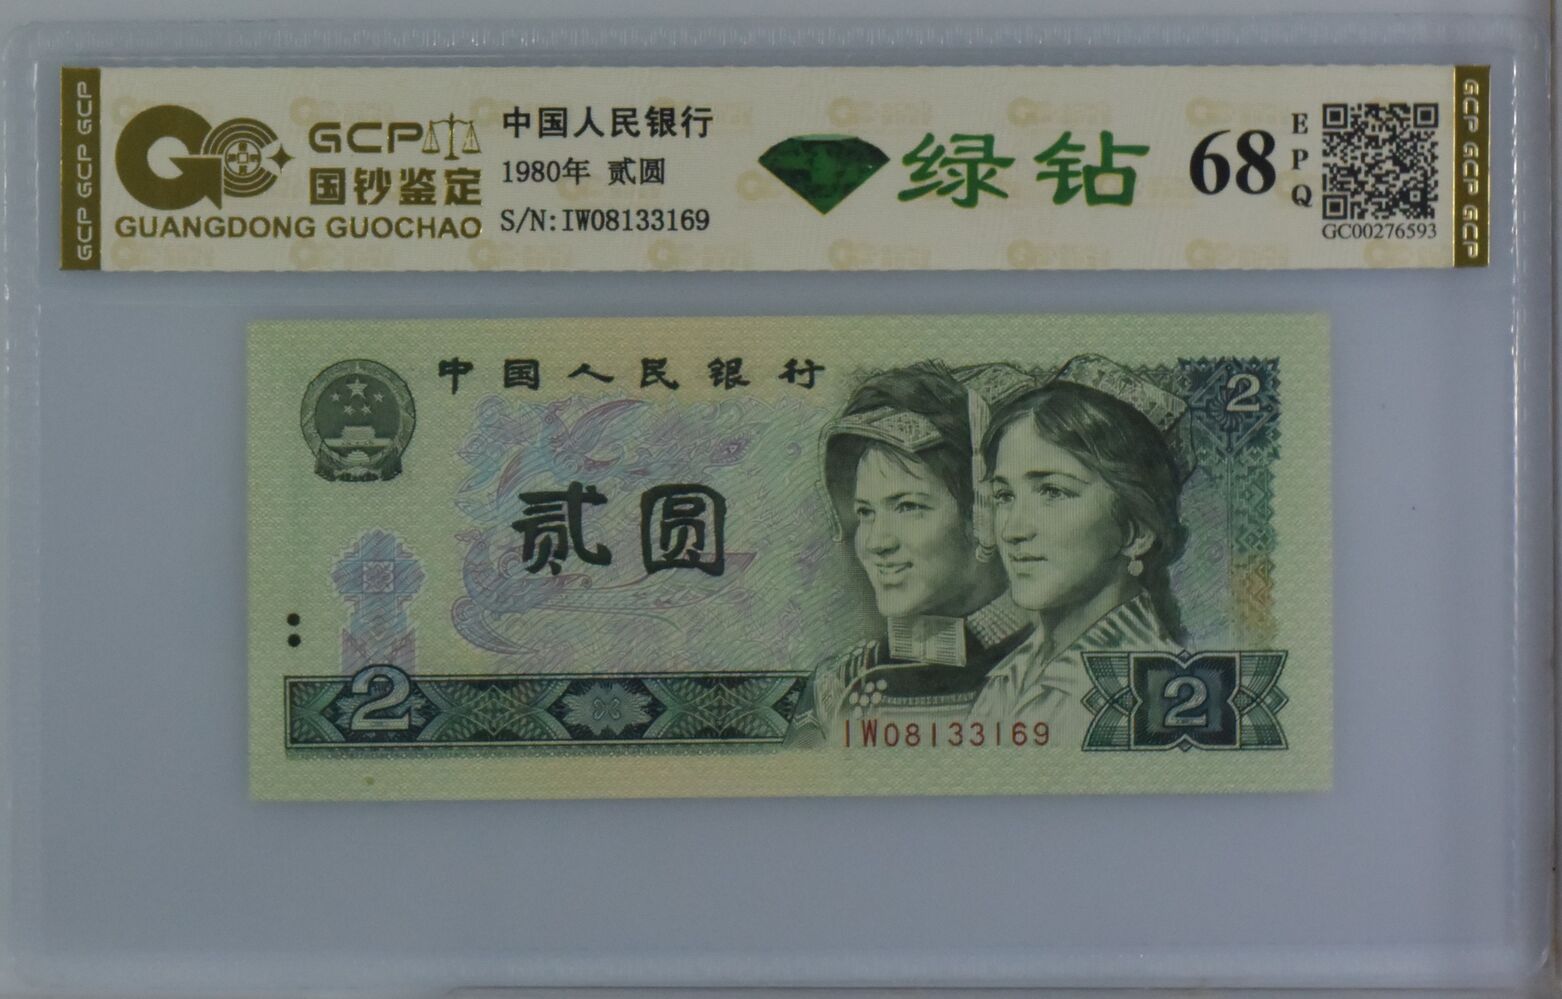 GCP GCP GCP
GCP
国钞鉴定
GUANGDONG GUOCHAO
中国人民银行
1980年 贰圆
S/N:IW08133169
绿钻
68
EPQ
GC00276593
GCP GCP GCP
中国人民银行
2
贰圆
2
IW08133169
2